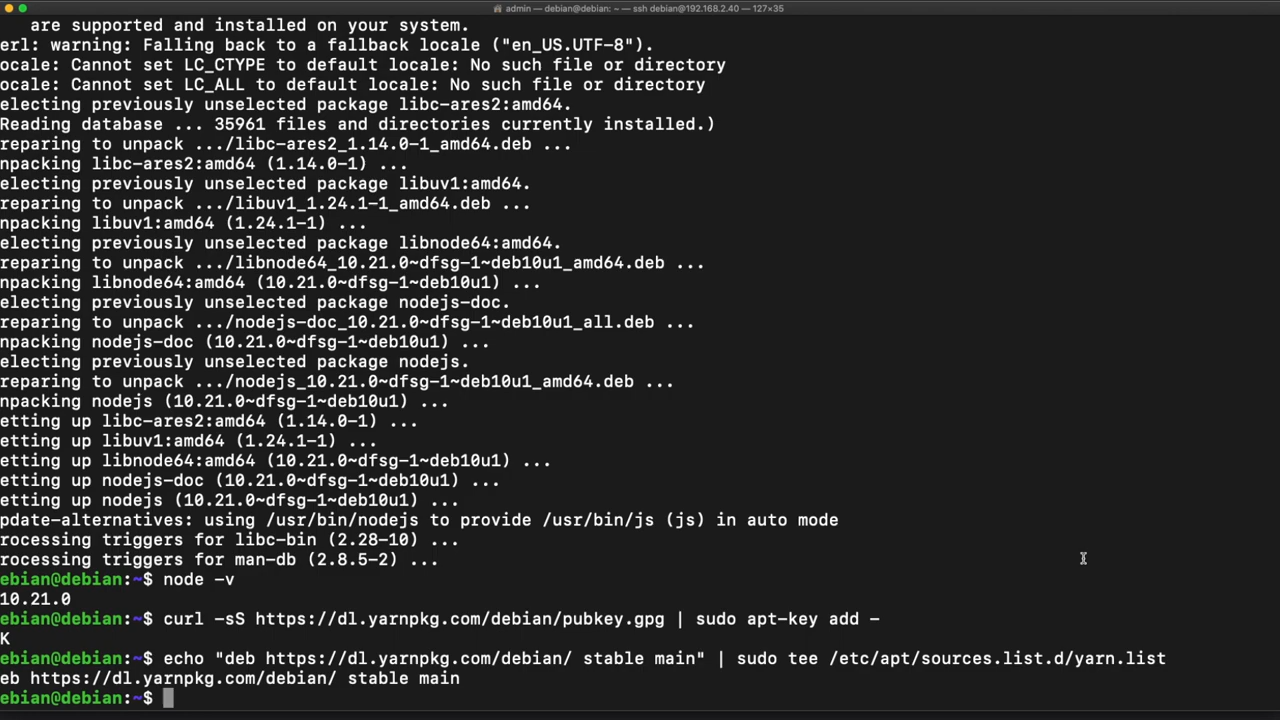 admin — debian@debian: ~ — ssh debian@192.168.2.40 — 127×35
are supported and installed on your system.
erl: warning: Falling back to a fallback locale ("en_US.UTF-8").
ocale: Cannot set LC_CTYPE to default locale: No such file or directory
ocale: Cannot set LC_ALL to default locale: No such file or directory
electing previously unselected package libc-ares2:amd64.
Reading database ... 35961 files and directories currently installed.)
reparing to unpack .../libc-ares2_1.14.0-1_amd64.deb ...
npacking libc-ares2:amd64 (1.14.0-1) ...
electing previously unselected package libuv1:amd64.
reparing to unpack .../libuv1_1.24.1-1_amd64.deb ...
npacking libuv1:amd64 (1.24.1-1) ...
electing previously unselected package libnode64:amd64.
reparing to unpack .../libnode64_10.21.0~dfsg-1~deb10u1_amd64.deb ...
npacking libnode64:amd64 (10.21.0~dfsg-1~deb10u1) ...
electing previously unselected package nodejs-doc.
reparing to unpack .../nodejs-doc_10.21.0~dfsg-1~deb10u1_all.deb ...
npacking nodejs-doc (10.21.0~dfsg-1~deb10u1) ...
electing previously unselected package nodejs.
reparing to unpack .../nodejs_10.21.0~dfsg-1~deb10u1_amd64.deb ...
npacking nodejs (10.21.0~dfsg-1~deb10u1) ...
etting up libc-ares2:amd64 (1.14.0-1) ...
etting up libuv1:amd64 (1.24.1-1) ...
etting up libnode64:amd64 (10.21.0~dfsg-1~deb10u1) ...
etting up nodejs-doc (10.21.0~dfsg-1~deb10u1) ...
etting up nodejs (10.21.0~dfsg-1~deb10u1) ...
pdate-alternatives: using /usr/bin/nodejs to provide /usr/bin/js (js) in auto mode
rocessing triggers for libc-bin (2.28-10) ...
rocessing triggers for man-db (2.8.5-2) ...
ebian@debian:~$ node -v
10.21.0
ebian@debian:~$ curl -sS https://dl.yarnpkg.com/debian/pubkey.gpg | sudo apt-key add -
K
ebian@debian:~$ echo "deb https://dl.yarnpkg.com/debian/ stable main" | sudo tee /etc/apt/sources.list.d/yarn.list
eb https://dl.yarnpkg.com/debian/ stable main
ebian@debian:~$